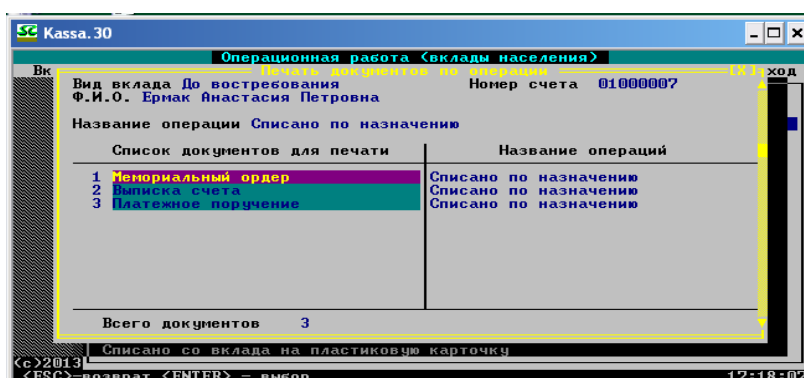 Kassa.30
Операционная работа <вклады населения>
Вк Печать документов по операции [X] ход
Вид вклада До востребования Номер счета 01000007
Ф.И.О. Ермак Анастасия Петровна
Название операции Списано по назначению
Список документов для печати Название операций
1 Мемориальный ордер Списано по назначению
2 Выписка счета Списано по назначению
3 Платежное поручение Списано по назначению
Всего документов 3
Списано со вклада на пластиковую карточку
(c)2013
<ESC>-возврат <ENTER> - выбор 17:18:02